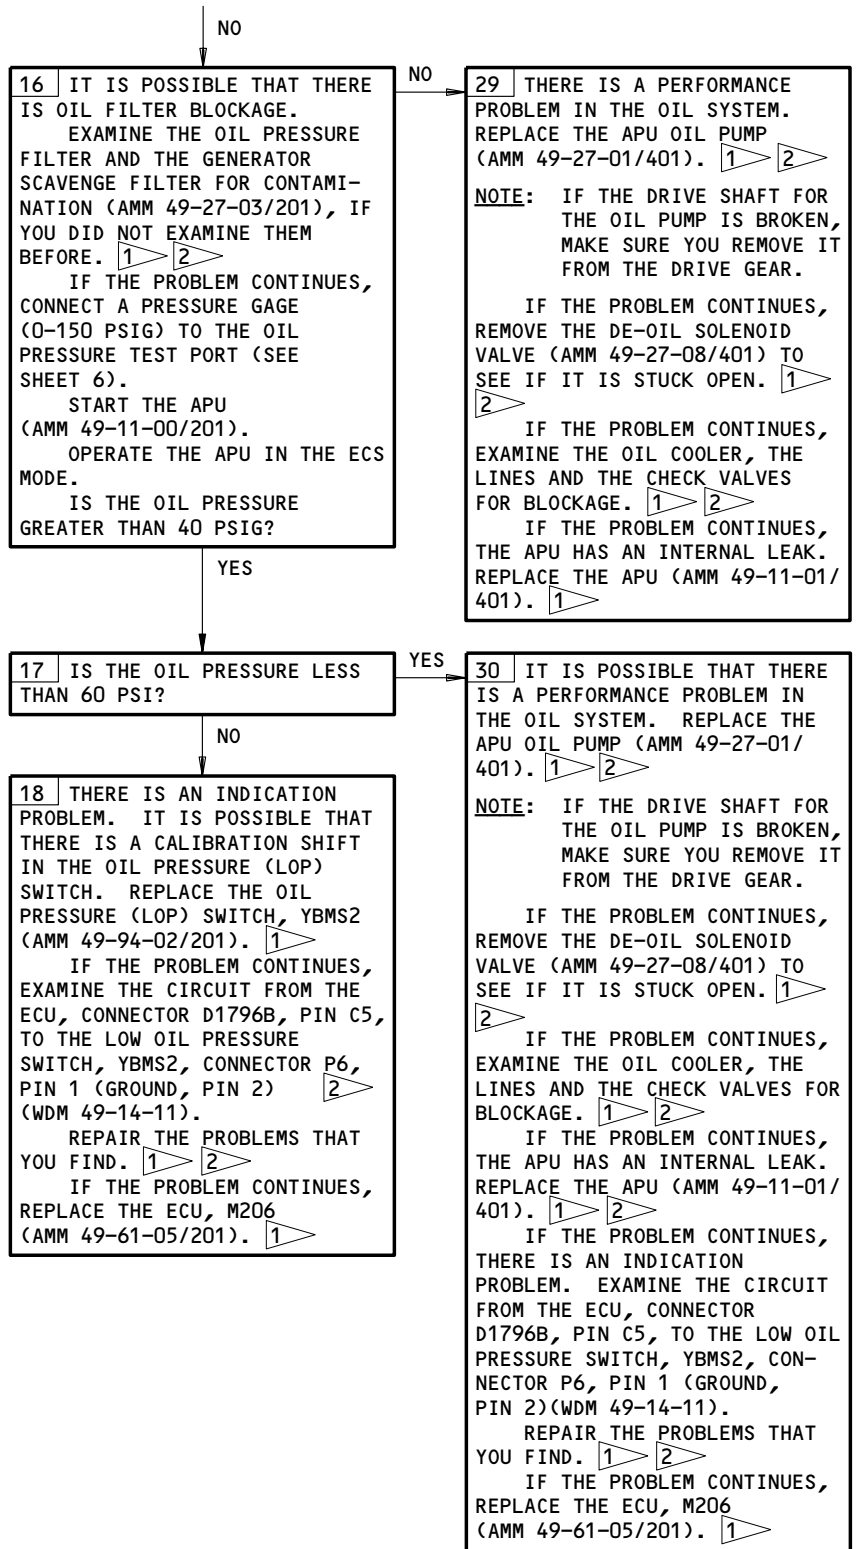 NO
16 IT IS POSSIBLE THAT THERE
IS OIL FILTER BLOCKAGE.
EXAMINE THE OIL PRESSURE
FILTER AND THE GENERATOR
SCAVENGE FILTER FOR CONTAMI-
NATION (AMM 49-27-03/201), IF
YOU DID NOT EXAMINE THEM
BEFORE. 1 2
IF THE PROBLEM CONTINUES,
CONNECT A PRESSURE GAGE
(0-150 PSIG) TO THE OIL
PRESSURE TEST PORT (SEE
SHEET 6).
START THE APU
(AMM 49-11-00/201).
OPERATE THE APU IN THE ECS
MODE.
IS THE OIL PRESSURE
GREATER THAN 40 PSIG?
NO
29 THERE IS A PERFORMANCE
PROBLEM IN THE OIL SYSTEM.
REPLACE THE APU OIL PUMP
(AMM 49-27-01/401). 1 2
NOTE: IF THE DRIVE SHAFT FOR
THE OIL PUMP IS BROKEN,
MAKE SURE YOU REMOVE IT
FROM THE DRIVE GEAR.
IF THE PROBLEM CONTINUES,
REMOVE THE DE-OIL SOLENOID
VALVE (AMM 49-27-08/401) TO
SEE IF IT IS STUCK OPEN. 1
2
IF THE PROBLEM CONTINUES,
EXAMINE THE OIL COOLER, THE
LINES AND THE CHECK VALVES
FOR BLOCKAGE. 1 2
IF THE PROBLEM CONTINUES,
THE APU HAS AN INTERNAL LEAK.
REPLACE THE APU (AMM 49-11-01/
401). 1
YES
17 IS THE OIL PRESSURE LESS
THAN 60 PSI?
YES
30 IT IS POSSIBLE THAT THERE
IS A PERFORMANCE PROBLEM IN
THE OIL SYSTEM. REPLACE THE
APU OIL PUMP (AMM 49-27-01/
401). 1 2
NOTE: IF THE DRIVE SHAFT FOR
THE OIL PUMP IS BROKEN,
MAKE SURE YOU REMOVE IT
FROM THE DRIVE GEAR.
IF THE PROBLEM CONTINUES,
REMOVE THE DE-OIL SOLENOID
VALVE (AMM 49-27-08/401) TO
SEE IF IT IS STUCK OPEN. 1
2
IF THE PROBLEM CONTINUES,
EXAMINE THE OIL COOLER, THE
LINES AND THE CHECK VALVES FOR
BLOCKAGE. 1 2
IF THE PROBLEM CONTINUES,
THE APU HAS AN INTERNAL LEAK.
REPLACE THE APU (AMM 49-11-01/
401). 1 2
IF THE PROBLEM CONTINUES,
THERE IS AN INDICATION
PROBLEM. EXAMINE THE CIRCUIT
FROM THE ECU, CONNECTOR
D1796B, PIN C5, TO THE LOW OIL
PRESSURE SWITCH, YBMS2, CON-
NECTOR P6, PIN 1 (GROUND,
PIN 2)(WDM 49-14-11).
REPAIR THE PROBLEMS THAT
YOU FIND. 1 2
IF THE PROBLEM CONTINUES,
REPLACE THE ECU, M206
(AMM 49-61-05/201). 1
NO
18 THERE IS AN INDICATION
PROBLEM. IT IS POSSIBLE THAT
THERE IS A CALIBRATION SHIFT
IN THE OIL PRESSURE (LOP)
SWITCH. REPLACE THE OIL
PRESSURE (LOP) SWITCH, YBMS2
(AMM 49-94-02/201). 1
IF THE PROBLEM CONTINUES,
EXAMINE THE CIRCUIT FROM THE
ECU, CONNECTOR D1796B, PIN C5,
TO THE LOW OIL PRESSURE
SWITCH, YBMS2, CONNECTOR P6,
PIN 1 (GROUND, PIN 2) 2
(WDM 49-14-11).
REPAIR THE PROBLEMS THAT
YOU FIND. 1 2
IF THE PROBLEM CONTINUES,
REPLACE THE ECU, M206
(AMM 49-61-05/201). 1